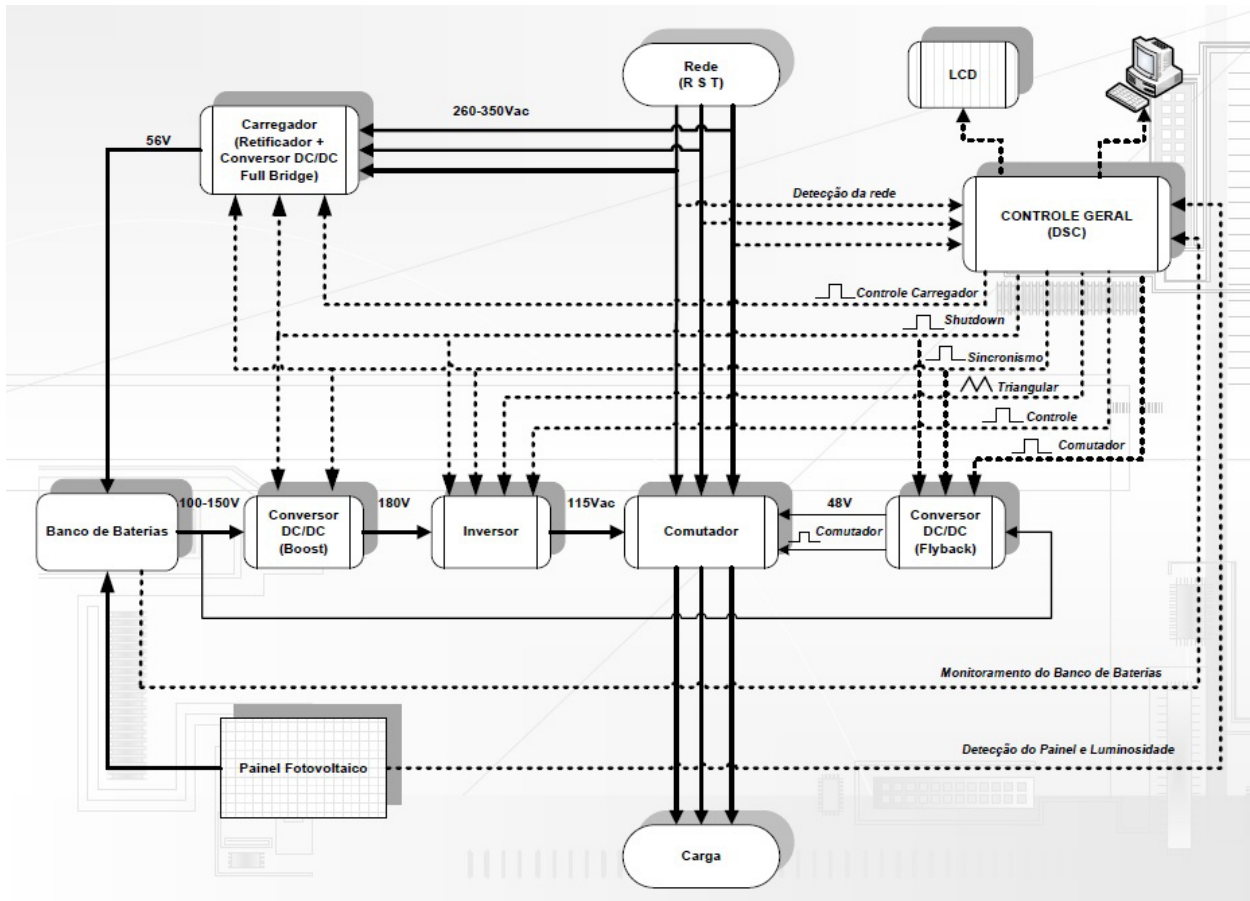 Rede
(R S T)
LCD
260-350Vac
Carregador
(Retificador +
Conversor DC/DC
Full Bridge)
56V
Detecção da rede
CONTROLE GERAL
(DSC)
Controle Carregador
Shutdown
Sincronismo
Triangular
Controle
Comutador
Banco de Baterias
100-150V
Conversor
DC/DC
(Boost)
180V
Inversor
115Vac
Comutador
48V
Comutador
Conversor
DC/DC
(Flyback)
Monitoramento do Banco de Baterias
Painel Fotovoltaico
Detecção do Painel e Luminosidade
Carga